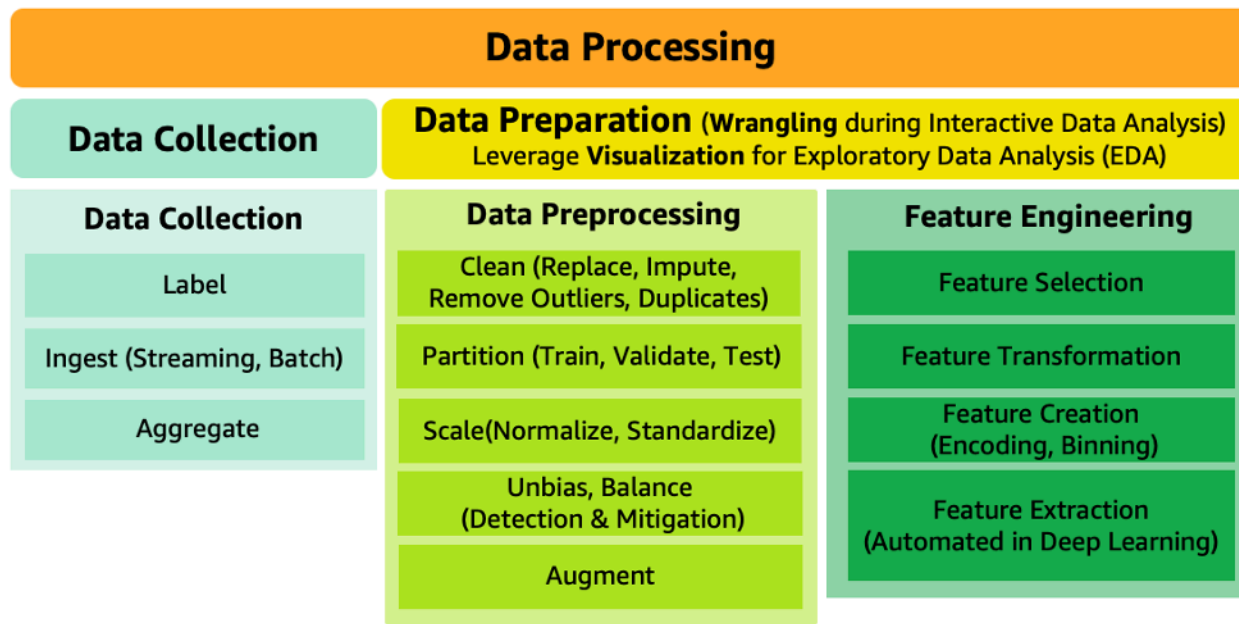 Data Processing
Data Collection
Data Preparation (Wrangling during Interactive Data Analysis)
Leverage Visualization for Exploratory Data Analysis (EDA)
Data Collection
Label
Ingest (Streaming, Batch)
Aggregate
Data Preprocessing
Clean (Replace, Impute,
Remove Outliers, Duplicates)
Partition (Train, Validate, Test)
Scale(Normalize, Standardize)
Unbias, Balance
(Detection & Mitigation)
Augment
Feature Engineering
Feature Selection
Feature Transformation
Feature Creation
(Encoding, Binning)
Feature Extraction
(Automated in Deep Learning)